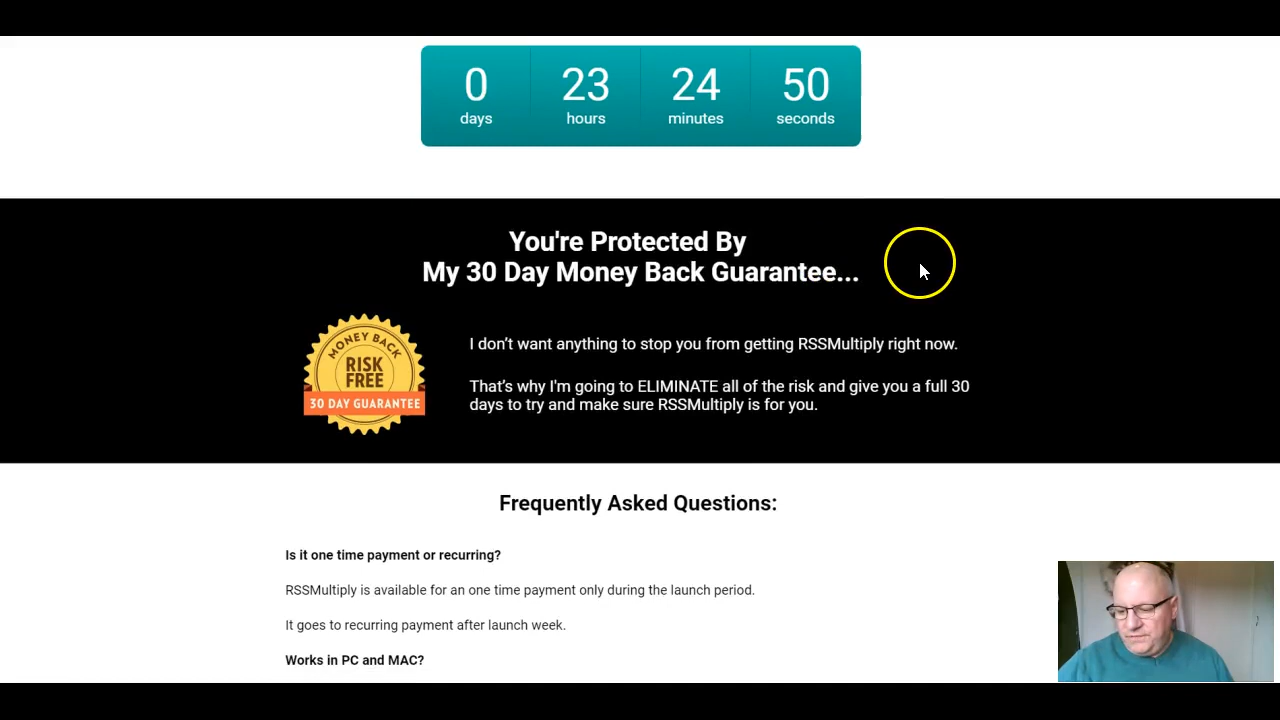 0 23 24 50
days hours minutes seconds
You're Protected By
My 30 Day Money Back Guarantee...
MONEY BACK
RISK
FREE
30 DAY GUARANTEE
I don’t want anything to stop you from getting RSSMultiply right now.
That’s why I'm going to ELIMINATE all of the risk and give you a full 30
days to try and make sure RSSMultiply is for you.
Frequently Asked Questions:
Is it one time payment or recurring?
RSSMultiply is available for an one time payment only during the launch period.
It goes to recurring payment after launch week.
Works in PC and MAC?